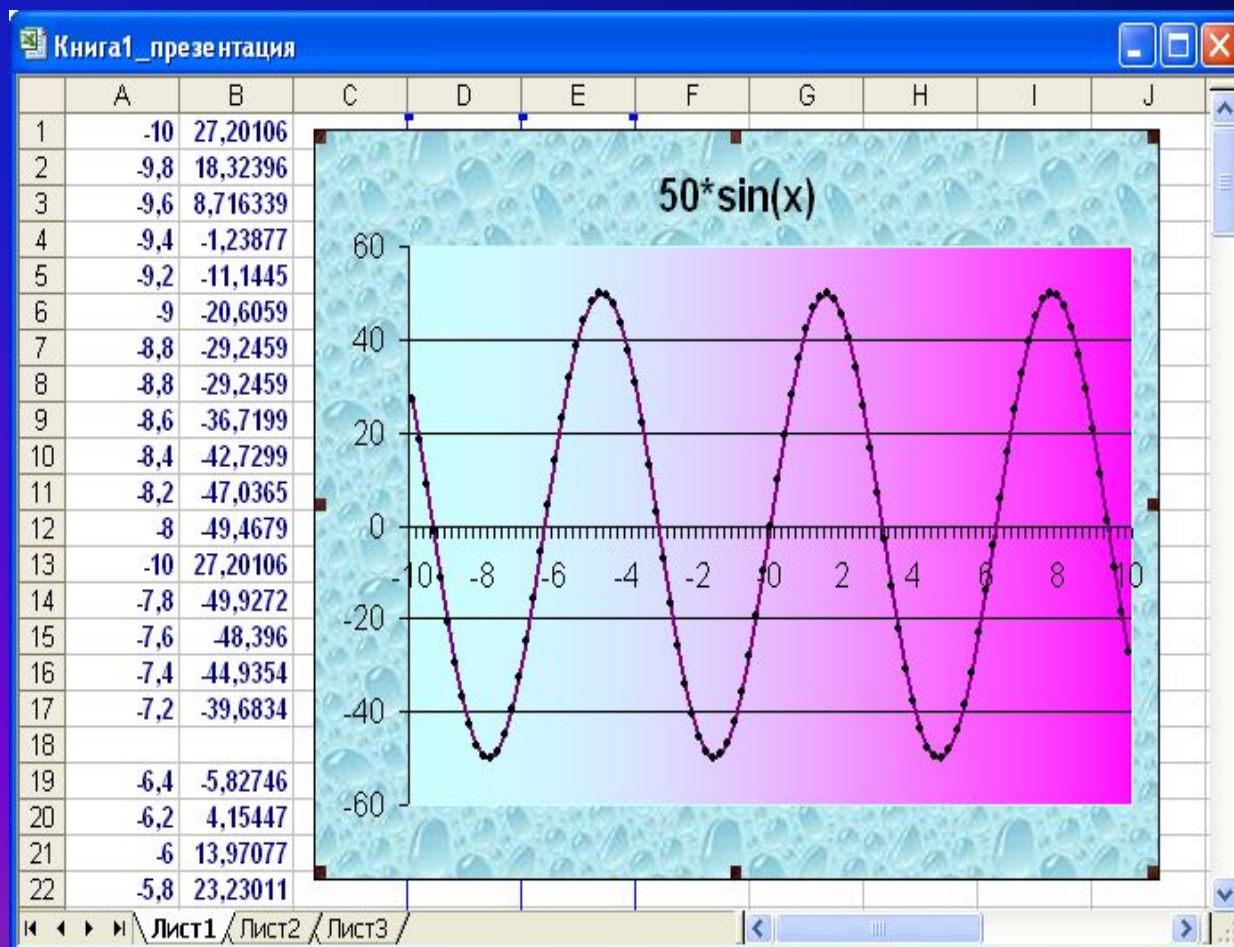 Книга1_презентация
A B C D E F G H I J
1 -10 27,20106
2 -9,8 18,32396
3 -9,6 8,716339
4 -9,4 -1,23877
5 -9,2 -11,1445
6 -9 -20,6059
7 -8,8 -29,2459
8 -8,8 -29,2459
9 -8,6 -36,7199
10 -8,4 -42,7299
11 -8,2 -47,0365
12 -8 -49,4679
13 -10 27,20106
14 -7,8 -49,9272
15 -7,6 -48,396
16 -7,4 -44,9354
17 -7,2 -39,6834
18
19 -6,4 -5,82746
20 -6,2 4,15447
21 -6 13,97077
22 -5,8 23,23011
50*sin(x)
60
40
20
0
-10 -8 -6 -4 -2 0 2 4 6 8 10
-20
-40
-60
Лист1 Лист2 Лист3